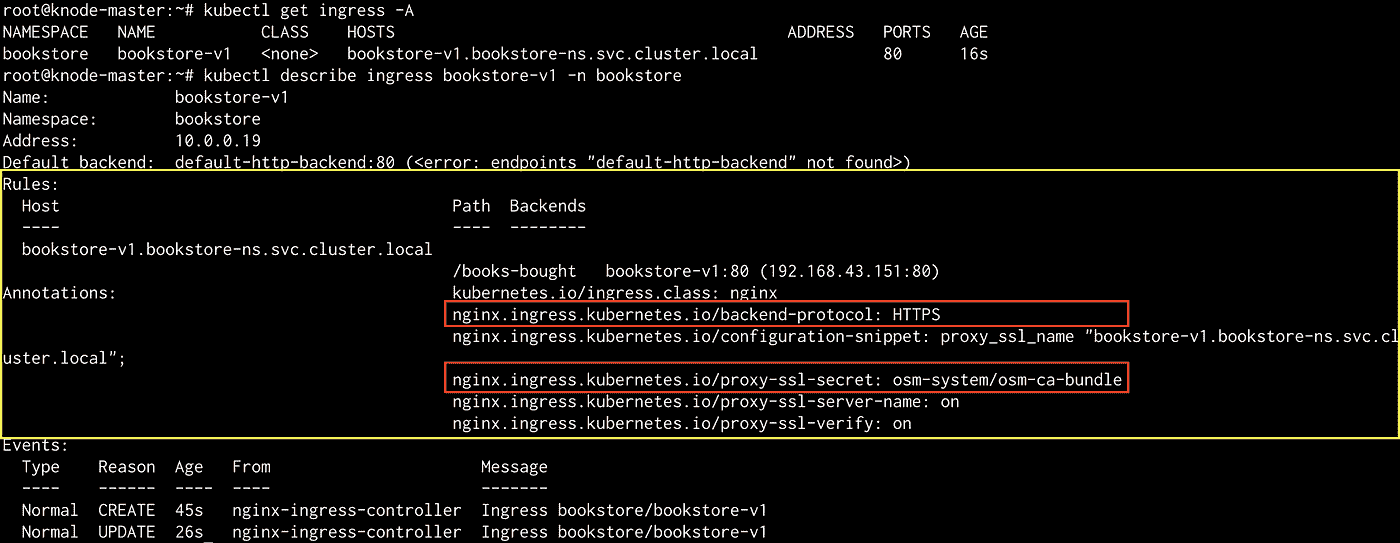 root@knode-master:~# kubectl get ingress -A
NAMESPACE   NAME           CLASS    HOSTS                                     ADDRESS   PORTS   AGE
bookstore   bookstore-v1   <none>   bookstore-v1.bookstore-ns.svc.cluster.local             80      16s
root@knode-master:~# kubectl describe ingress bookstore-v1 -n bookstore
Name:             bookstore-v1
Namespace:        bookstore
Address:          10.0.0.19
Default backend:  default-http-backend:80 (<error: endpoints "default-http-backend" not found>)
Rules:
  Host                                         Path  Backends
  ----                                         ----  --------
  bookstore-v1.bookstore-ns.svc.cluster.local
                                               /books-bought   bookstore-v1:80 (192.168.43.151:80)
Annotations:                                   kubernetes.io/ingress.class: nginx
                                               nginx.ingress.kubernetes.io/backend-protocol: HTTPS
                                               nginx.ingress.kubernetes.io/configuration-snippet: proxy_ssl_name "bookstore-v1.bookstore-ns.svc.cl
uster.local";
                                               nginx.ingress.kubernetes.io/proxy-ssl-secret: osm-system/osm-ca-bundle
                                               nginx.ingress.kubernetes.io/proxy-ssl-server-name: on
                                               nginx.ingress.kubernetes.io/proxy-ssl-verify: on
Events:
  Type    Reason  Age   From                      Message
  ----    ------  ----  ----                      -------
  Normal  CREATE  45s   nginx-ingress-controller  Ingress bookstore/bookstore-v1
  Normal  UPDATE  26s   nginx-ingress-controller  Ingress bookstore/bookstore-v1